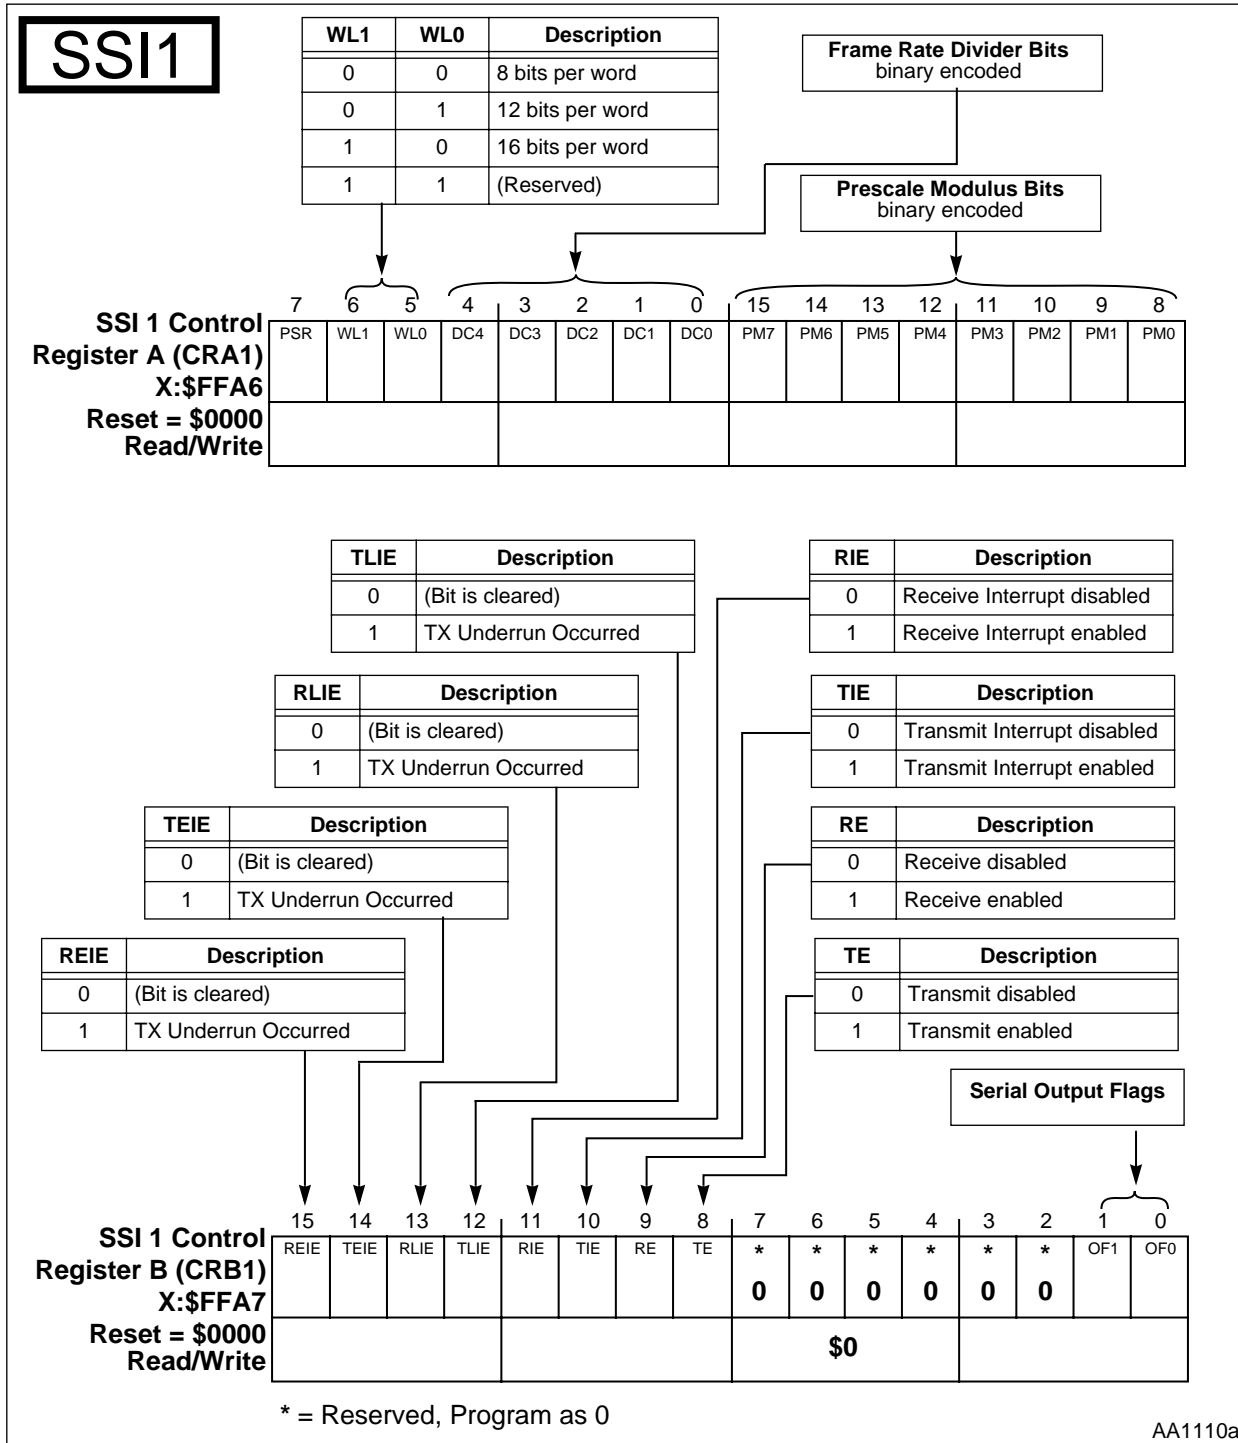 SSI1
WL1 WL0 Description
0 0 8 bits per word
0 1 12 bits per word
1 0 16 bits per word
1 1 (Reserved)
Frame Rate Divider Bits
binary encoded
Prescale Modulus Bits
binary encoded
7 6 5 4 3 2 1 0 15 14 13 12 11 10 9 8
PSR WL1 WL0 DC4 DC3 DC2 DC1 DC0 PM7 PM6 PM5 PM4 PM3 PM2 PM1 PM0
SSI 1 Control
Register A (CRA1)
X:$FFA6
Reset = $0000
Read/Write
TLIE Description
0 (Bit is cleared)
1 TX Underrun Occurred
RIE Description
0 Receive Interrupt disabled
1 Receive Interrupt enabled
RLIE Description
0 (Bit is cleared)
1 TX Underrun Occurred
TIE Description
0 Transmit Interrupt disabled
1 Transmit Interrupt enabled
TEIE Description
0 (Bit is cleared)
1 TX Underrun Occurred
RE Description
0 Receive disabled
1 Receive enabled
REIE Description
0 (Bit is cleared)
1 TX Underrun Occurred
TE Description
0 Transmit disabled
1 Transmit enabled
Serial Output Flags
15 14 13 12 11 10 9 8 7 6 5 4 3 2 1 0
REIE TEIE RLIE TLIE RIE TIE RE TE * * * * * * OF1 OF0
0 0 0 0 0 0
SSI 1 Control
Register B (CRB1)
X:$FFA7
Reset = $0000
Read/Write
$0
* = Reserved, Program as 0
AA1110a